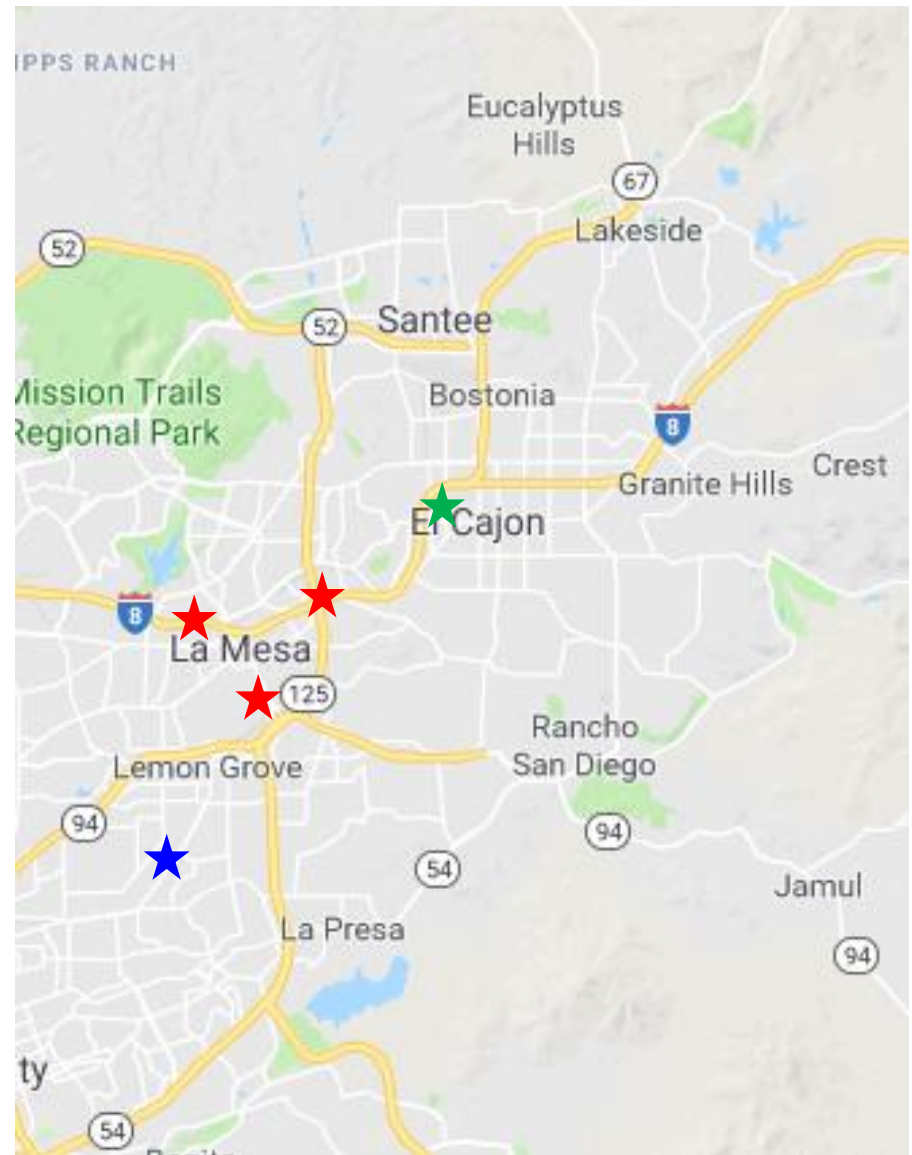 IPPS RANCH
Eucalyptus
Hills
67
Lakeside
52
52
Santee
Mission Trails
Regional Park
Bostonia
8
Granite Hills
Crest
El Cajon
8
La Mesa
125
Rancho
San Diego
Lemon Grove
94
94
54
Jamul
La Presa
94
ty
54